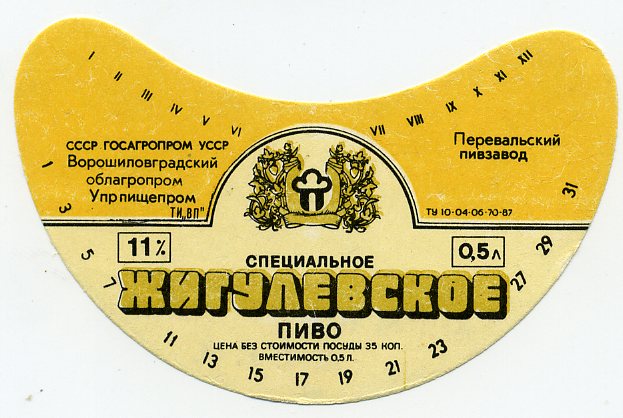 I II III IV V VI VII VIII IX X XI XII
СССР ГОСАГРОПРОМ УССР
Ворошиловградский
облагропром
Упрпищепром
ТИ„ВП"
Перевальский
пивзавод
ТУ 10-04-06-70-87
11%
0,5л
СПЕЦИАЛЬНОЕ
ЖИГУЛЕВСКОЕ
ПИВО
ЦЕНА БЕЗ СТОИМОСТИ ПОСУДЫ 35 КОП.
ВМЕСТИМОСТЬ 0,5 Л.
1 3 5 7 11 13 15 17 19 21 23 27 29 31